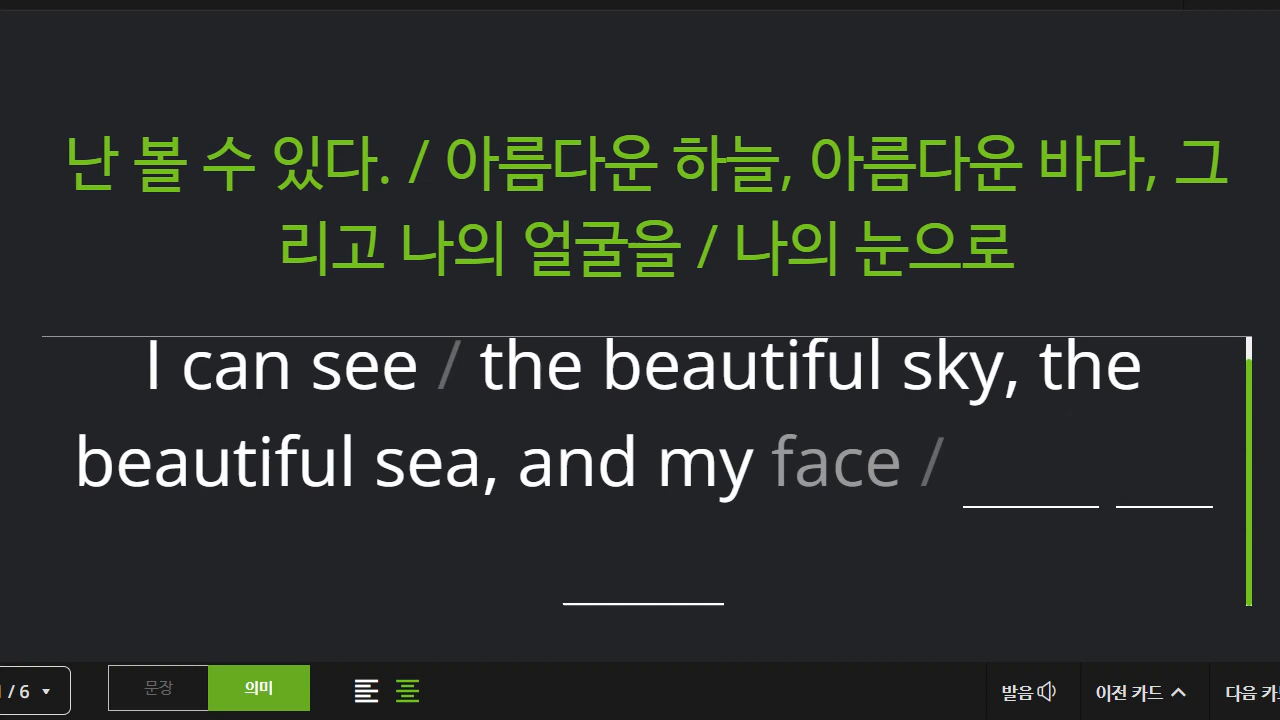 난 볼 수 있다. / 아름다운 하늘, 아름다운 바다, 그
리고 나의 얼굴을 / 나의 눈으로
I can see / the beautiful sky, the
beautiful sea, and my face /
/ 6
문장 의미 발음 이전 카드 다음